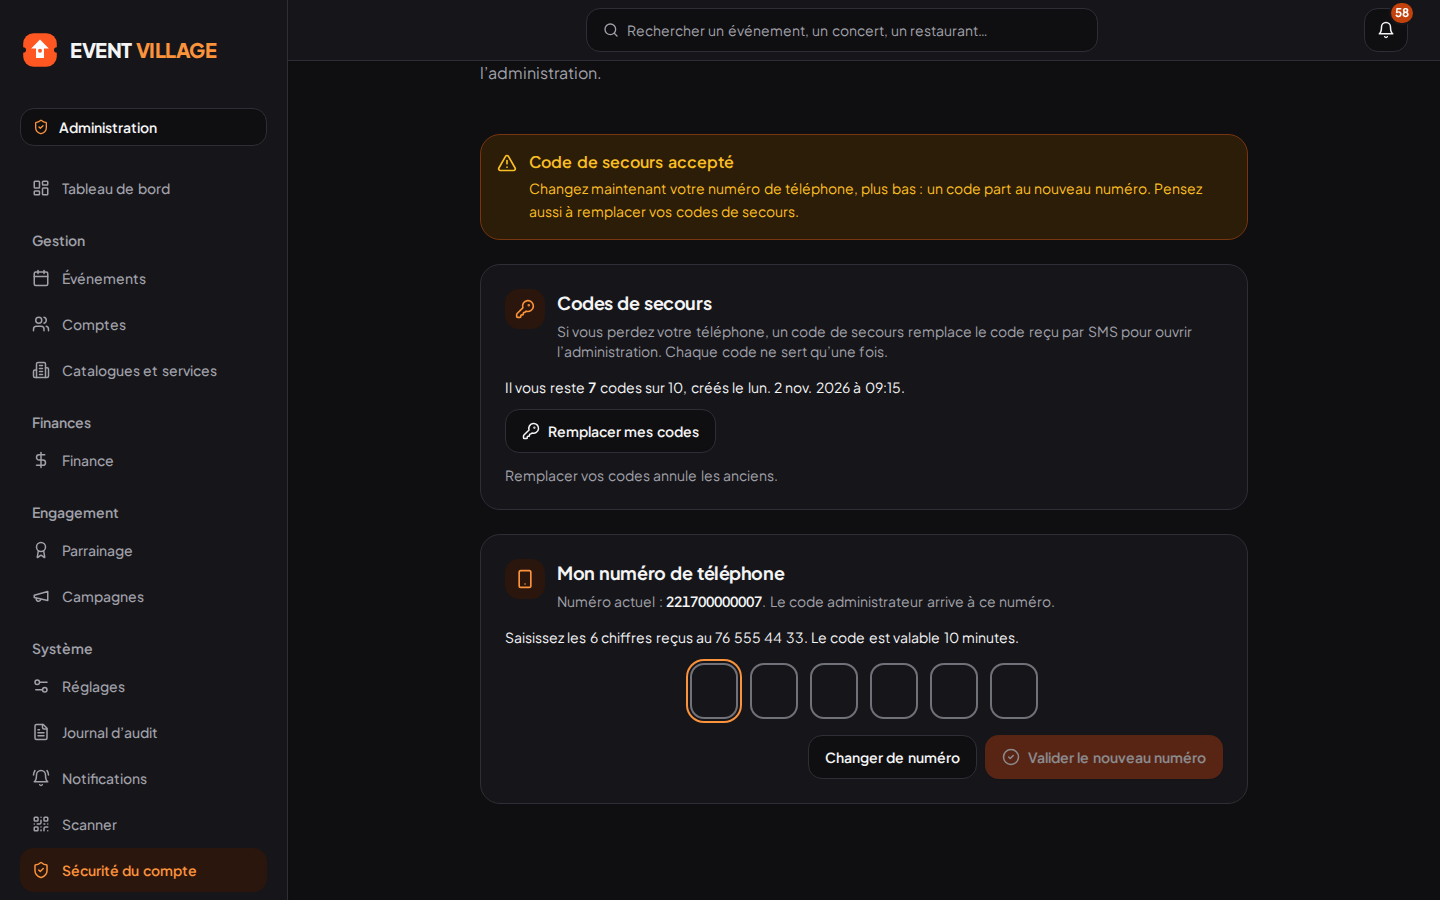 EVENT VILLAGE
Rechercher un événement, un concert, un restaurant…
58
Administration
Tableau de bord
Gestion
Événements
Comptes
Catalogues et services
Finances
Finance
Engagement
Parrainage
Campagnes
Système
Réglages
Journal d’audit
Notifications
Scanner
Sécurité du compte
l’administration.
Code de secours accepté
Changez maintenant votre numéro de téléphone, plus bas : un code part au nouveau numéro. Pensez
aussi à remplacer vos codes de secours.
Codes de secours
Si vous perdez votre téléphone, un code de secours remplace le code reçu par SMS pour ouvrir
l’administration. Chaque code ne sert qu’une fois.
Il vous reste 7 codes sur 10, créés le lun. 2 nov. 2026 à 09:15.
Remplacer mes codes
Remplacer vos codes annule les anciens.
Mon numéro de téléphone
Numéro actuel : 221700000007. Le code administrateur arrive à ce numéro.
Saisissez les 6 chiffres reçus au 76 555 44 33. Le code est valable 10 minutes.
Changer de numéro
Valider le nouveau numéro